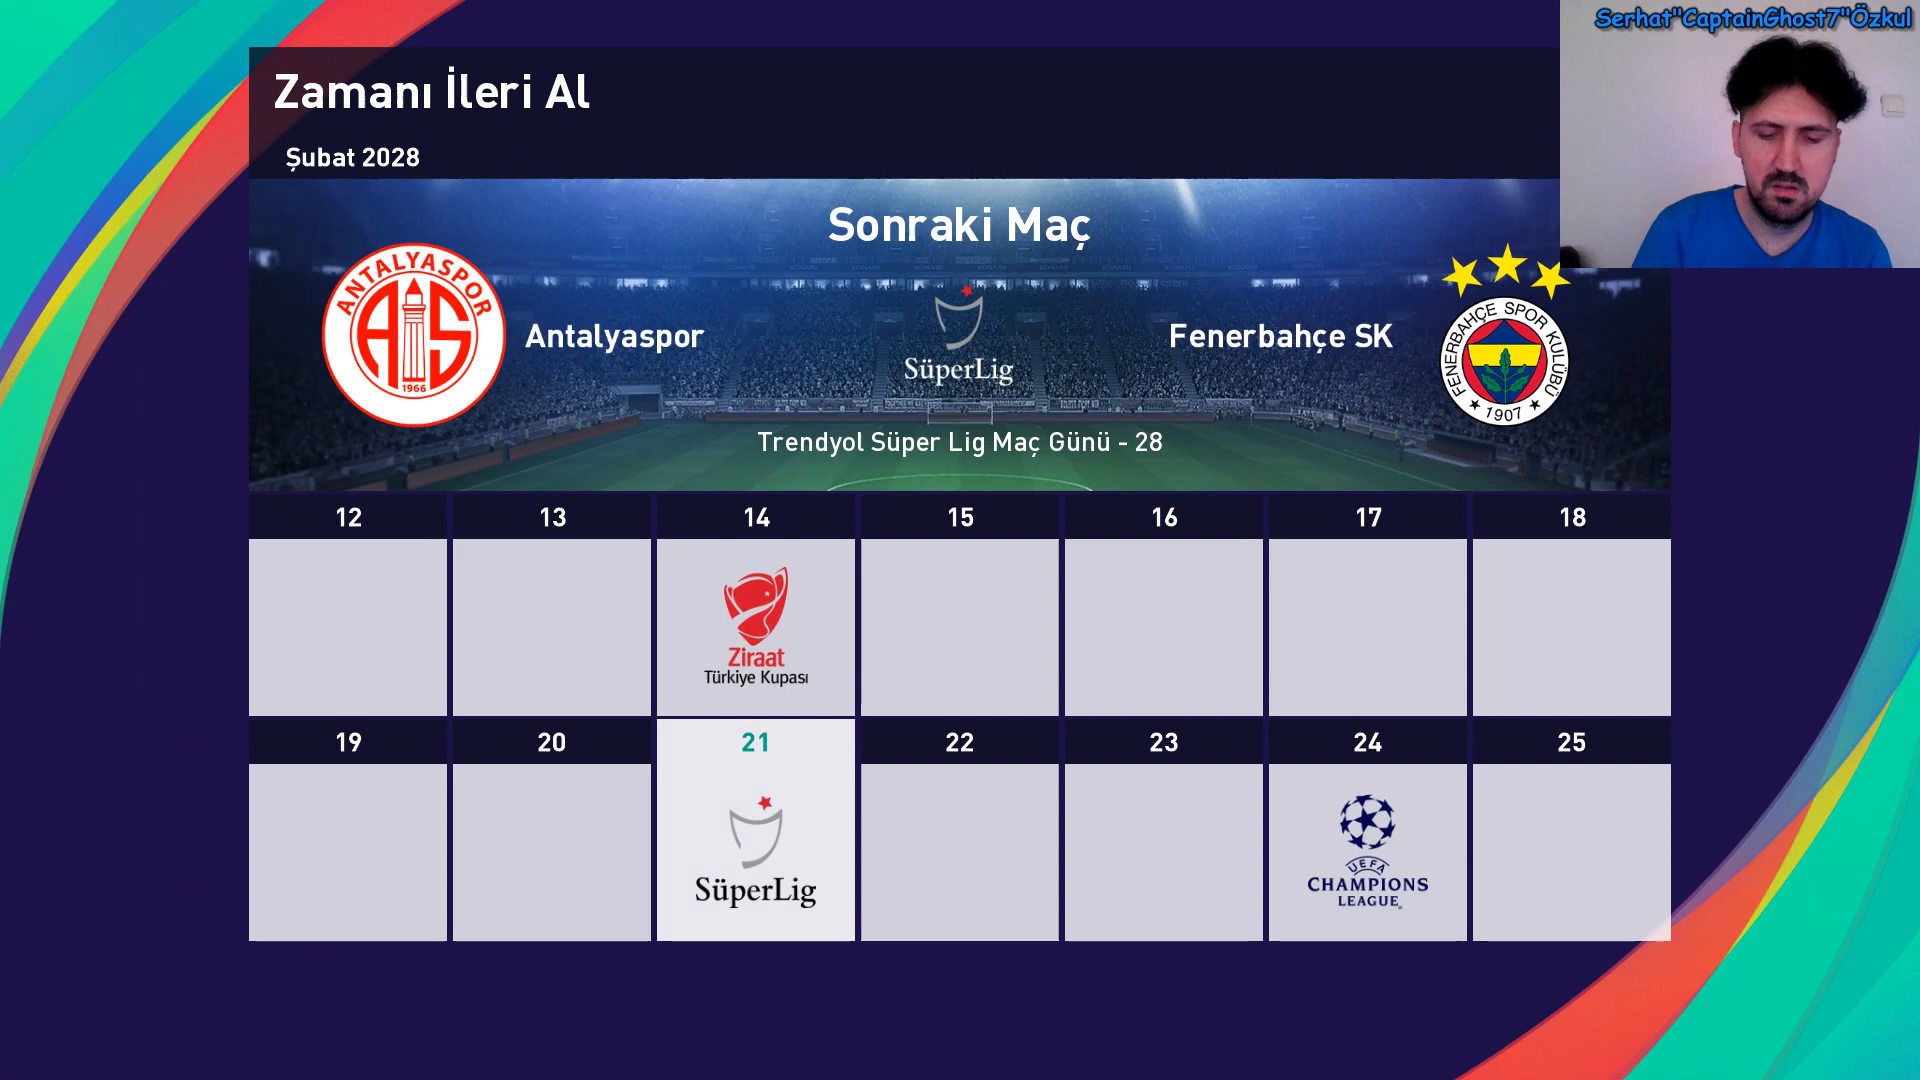 Serhat"CaptainGhost7"Özkul
Zamanı İleri Al
Şubat 2028
Sonraki Maç
ANTALYASPOR
1966
Antalyaspor
SüperLig
Fenerbahçe SK
FENERBAHÇE SPOR KULÜBÜ
1907
Trendyol Süper Lig Maç Günü - 28
12 13 14 15 16 17 18
Ziraat
Türkiye Kupası
19 20 21 22 23 24 25
SüperLig
UEFA
CHAMPIONS
LEAGUE